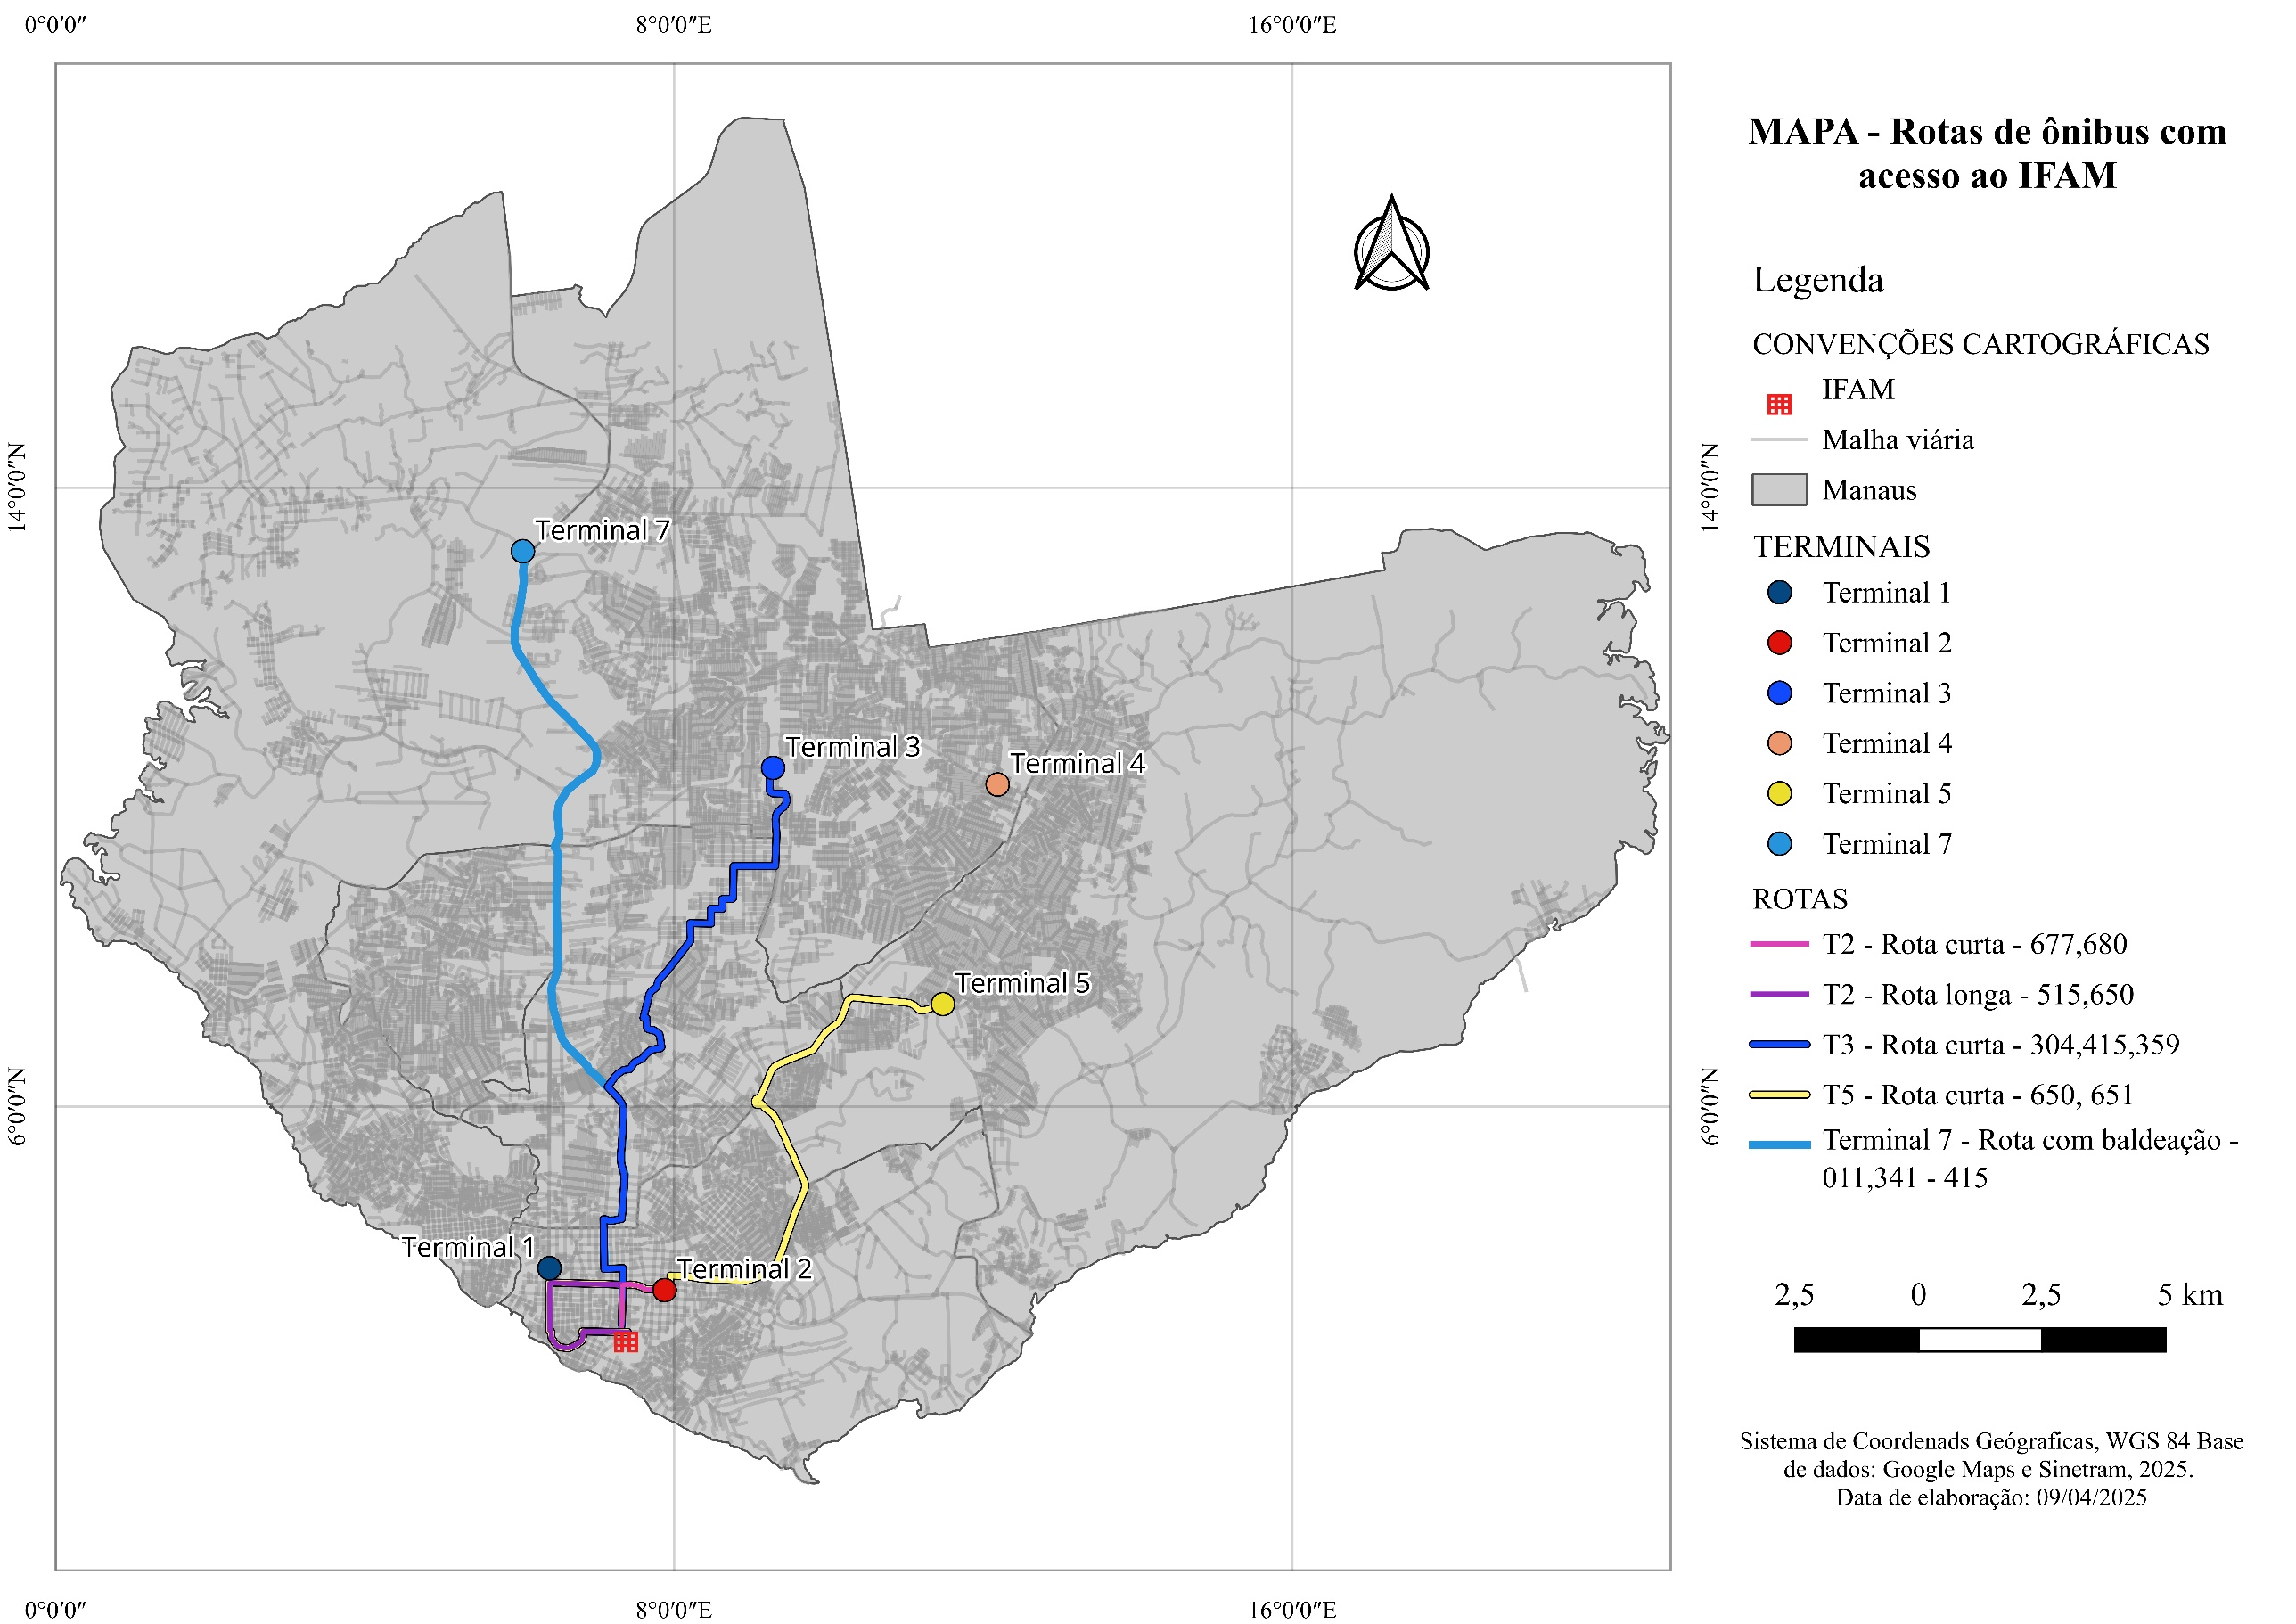 0°0′0″
8°0′0″E
16°0′0″E
MAPA - Rotas de ônibus com
acesso ao IFAM
Legenda
CONVENÇÕES CARTOGRÁFICAS
IFAM
Malha viária
Manaus
TERMINAIS
Terminal 1
Terminal 2
Terminal 3
Terminal 4
Terminal 5
Terminal 7
ROTAS
T2 - Rota curta - 677,680
T2 - Rota longa - 515,650
T3 - Rota curta - 304,415,359
T5 - Rota curta - 650, 651
Terminal 7 - Rota com baldeação -
011,341 - 415
2,5 0 2,5 5 km
Sistema de Coordenads Geógraficas, WGS 84 Base
de dados: Google Maps e Sinetram, 2025.
Data de elaboração: 09/04/2025
14°0′0″N
14°0′0″N
6°0′0″N
6°0′0″N
Terminal 7
Terminal 3
Terminal 4
Terminal 5
Terminal 1
Terminal 2
0°0′0″
8°0′0″E
16°0′0″E